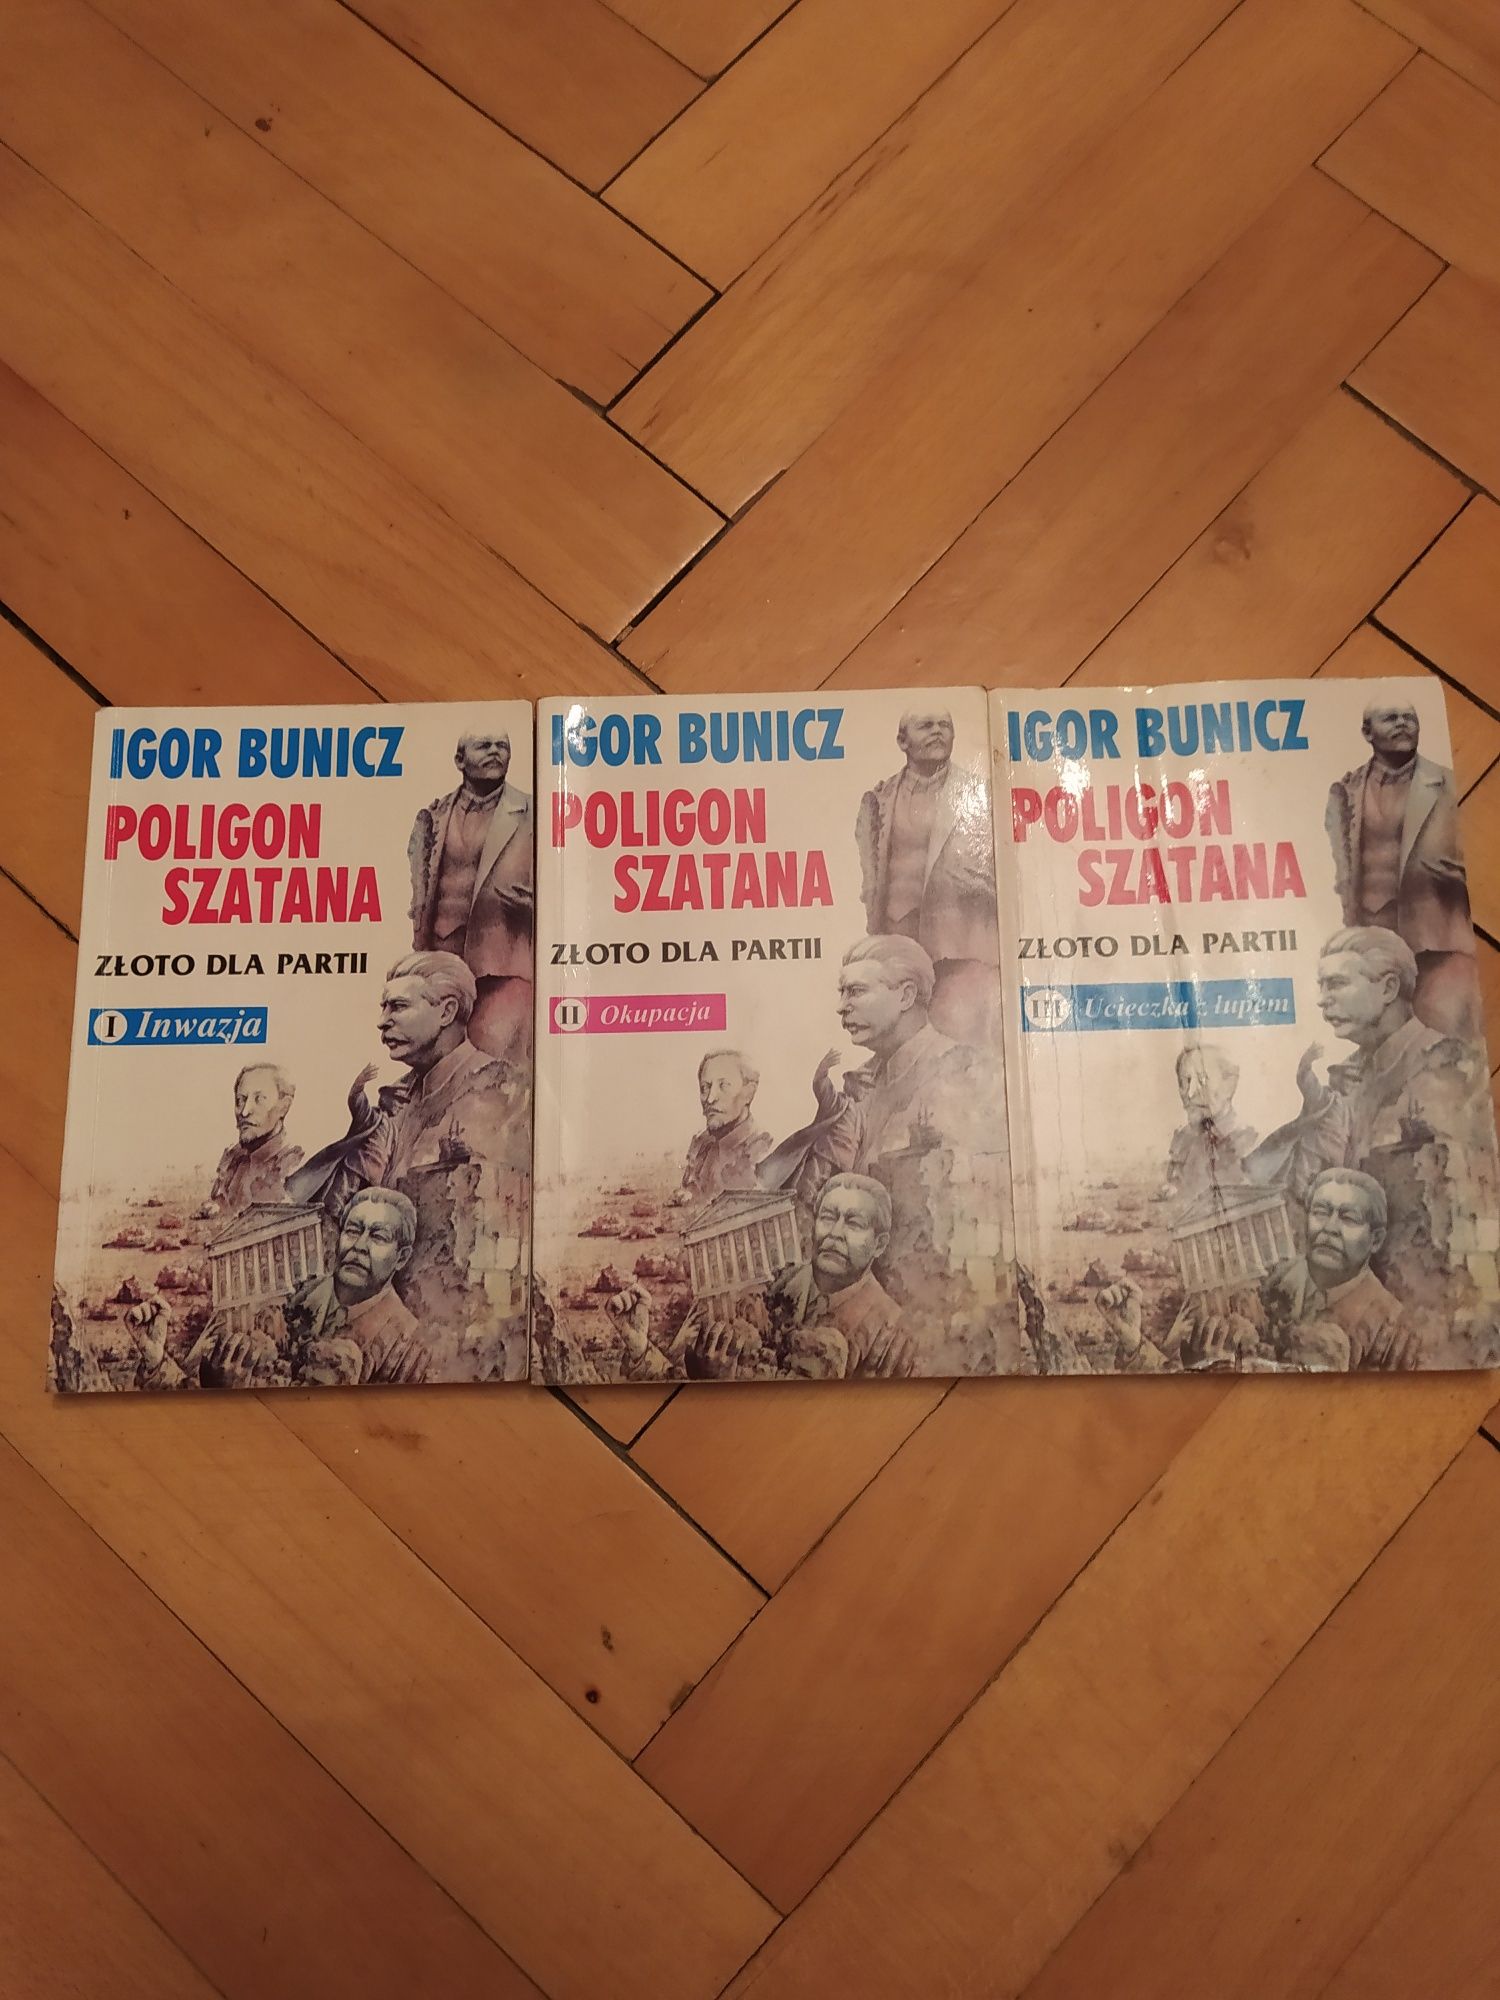 IGOR BUNICZ
POLIGON
SZATANA
ZŁOTO DLA PARTII
I Inwazja
IGOR BUNICZ
POLIGON
SZATANA
ZŁOTO DLA PARTII
II Okupacja
IGOR BUNICZ
POLIGON
SZATANA
ZŁOTO DLA PARTII
III Ucieczka z łupem